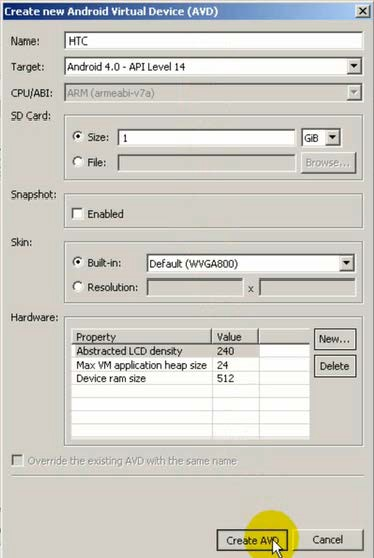 Create new Android Virtual Device (AVD)
Name: HTC
Target: Android 4.0 - API Level 14
CPU/ABI: ARM (armeabi-v7a)
SD Card:
Size: 1 GiB
File: Browse...
Snapshot:
Enabled
Skin:
Built-in: Default (WVGA800)
Resolution: x
Hardware:
Property Value New...
Abstracted LCD density 240
Max VM application heap size 24 Delete
Device ram size 512
Override the existing AVD with the same name
Create AVD Cancel